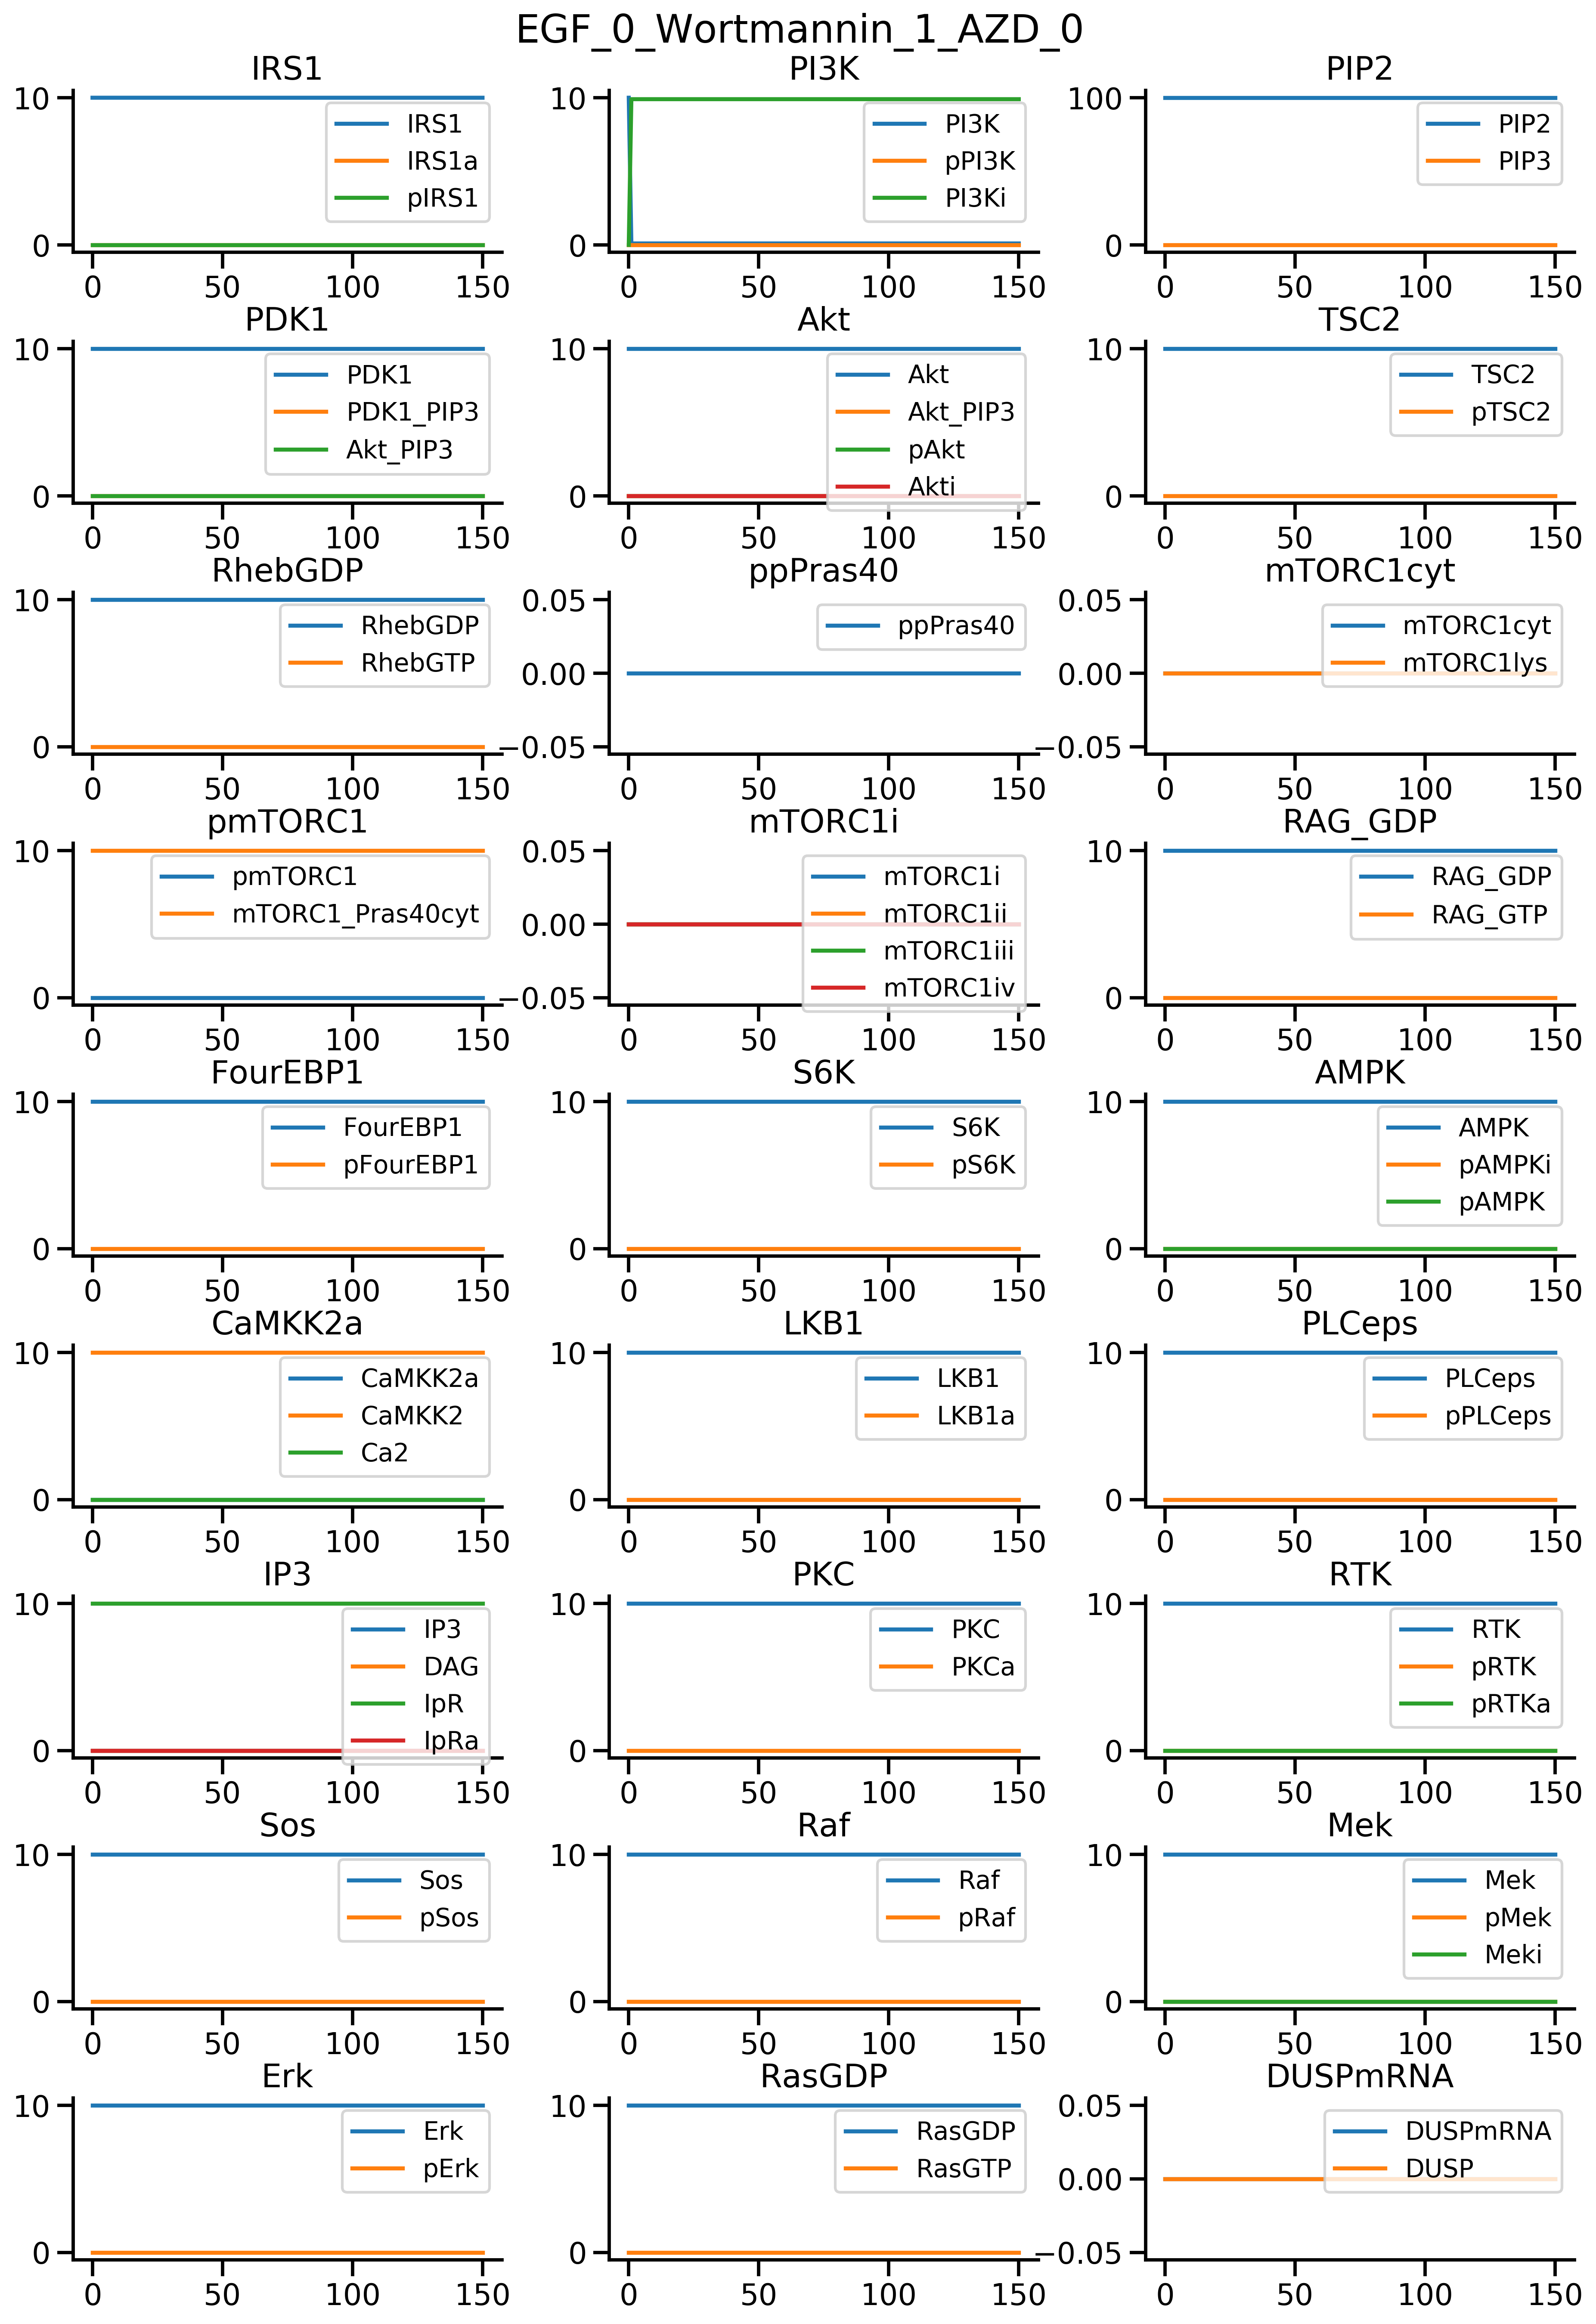 EGF_0_Wortmannin_1_AZD_0
IRS1 PI3K PIP2
10 10 100
IRS1 PI3K PIP2
IRS1a pPI3K PIP3
pIRS1 PI3Ki
0 0 0
0 50 100 150 0 50 100 150 0 50 100 150
PDK1 Akt TSC2
10 10 10
PDK1 Akt TSC2
PDK1_PIP3 Akt_PIP3 pTSC2
Akt_PIP3 pAkt
Akti
0 0 0
0 50 100 150 0 50 100 150 0 50 100 150
RhebGDP ppPras40 mTORC1cyt
10 0.05 0.05
RhebGDP ppPras40 mTORC1cyt
RhebGTP mTORC1lys
0.00 0.00
0 −0.05 −0.05
0 50 100 150 0 50 100 150 0 50 100 150
pmTORC1 mTORC1i RAG_GDP
10 0.05 10
pmTORC1 mTORC1i RAG_GDP
mTORC1_Pras40cyt mTORC1ii RAG_GTP
0.00
mTORC1iii
mTORC1iv
0 −0.05 0
0 50 100 150 0 50 100 150 0 50 100 150
FourEBP1 S6K AMPK
10 10 10
FourEBP1 S6K AMPK
pFourEBP1 pS6K pAMPKi
pAMPK
0 0 0
0 50 100 150 0 50 100 150 0 50 100 150
CaMKK2a LKB1 PLCeps
10 10 10
CaMKK2a LKB1 PLCeps
CaMKK2 LKB1a pPLCeps
Ca2
0 0 0
0 50 100 150 0 50 100 150 0 50 100 150
IP3 PKC RTK
10 10 10
IP3 PKC RTK
DAG PKCa pRTK
IpR pRTKa
IpRa
0 0 0
0 50 100 150 0 50 100 150 0 50 100 150
Sos Raf Mek
10 10 10
Sos Raf Mek
pSos pRaf pMek
Meki
0 0 0
0 50 100 150 0 50 100 150 0 50 100 150
Erk RasGDP DUSPmRNA
10 10 0.05
Erk RasGDP DUSPmRNA
pErk RasGTP DUSP
0.00
0 0 −0.05
0 50 100 150 0 50 100 150 0 50 100 150